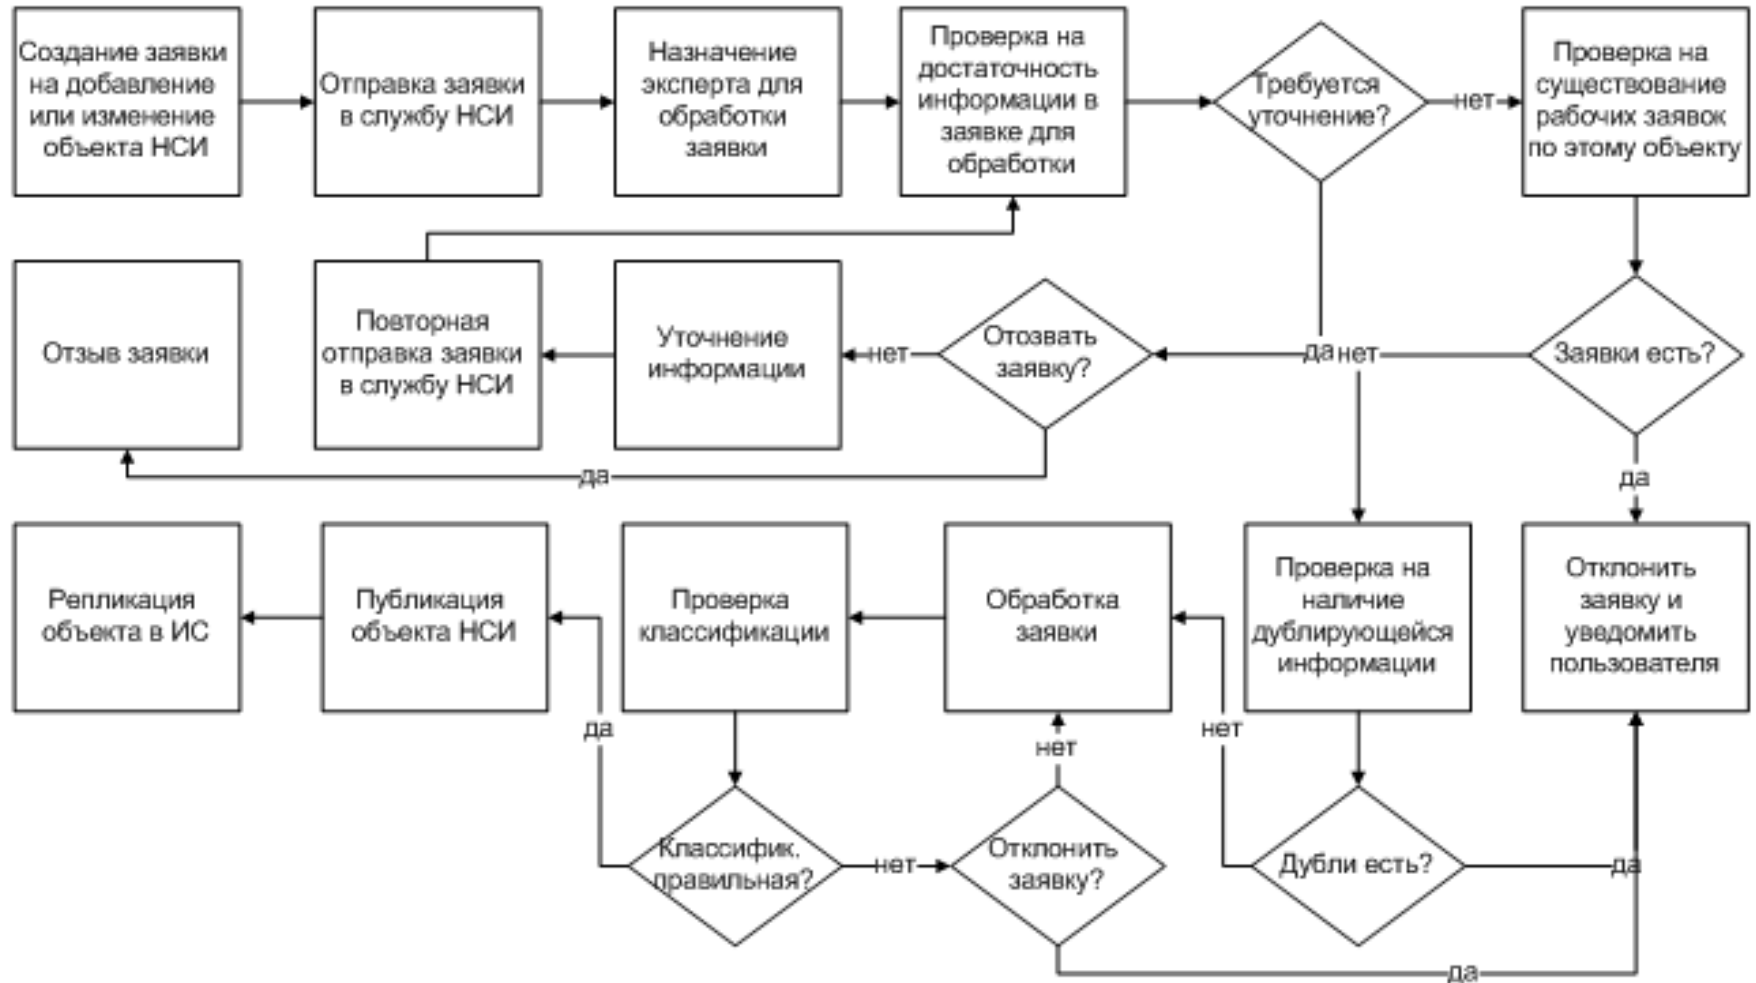 Создание заявки
на добавление
или изменение
объекта НСИ
Отправка заявки
в службу НСИ
Назначение
эксперта для
обработки
заявки
Проверка на
достаточность
информации в
заявке для
обработки
Требуется
уточнение?
нет
Проверка на
существование
рабочих заявок
по этому объекту
Отзыв заявки
Повторная
отправка заявки
в службу НСИ
Уточнение
информации
нет
Отозвать
заявку?
да
нет
Заявки есть?
да
да
Репликация
объекта в ИС
Публикация
объекта НСИ
Проверка
классификации
Обработка
заявки
Проверка на
наличие
дублирующейся
информации
Отклонить
заявку и
уведомить
пользователя
да
нет
нет
Классифик.
правильная?
нет
Отклонить
заявку?
Дубли есть?
да
да